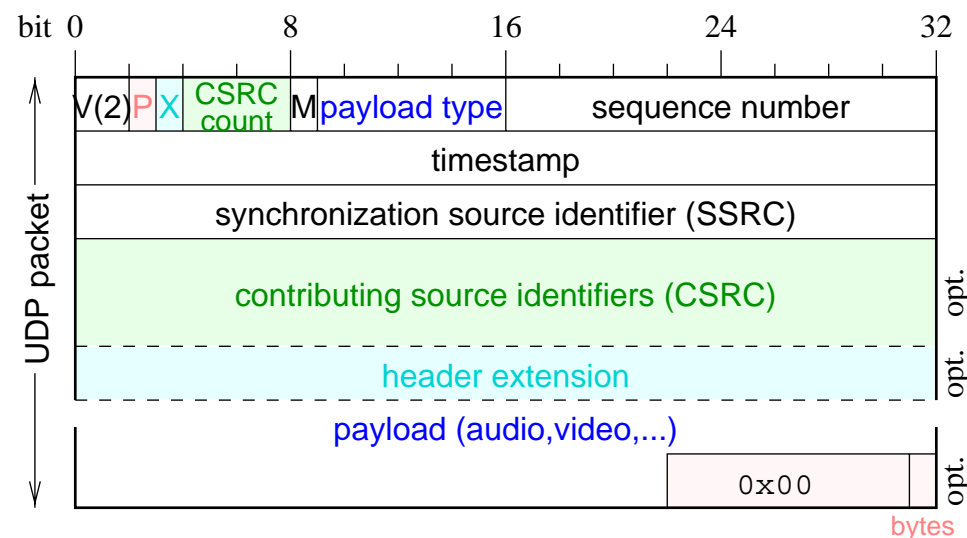 bit 0 8 16 24 32
V(2) P X CSRC count M payload type sequence number
timestamp
synchronization source identifier (SSRC)
UDP packet
contributing source identifiers (CSRC)
opt.
header extension
opt.
payload (audio,video,...)
0x00
opt.
bytes